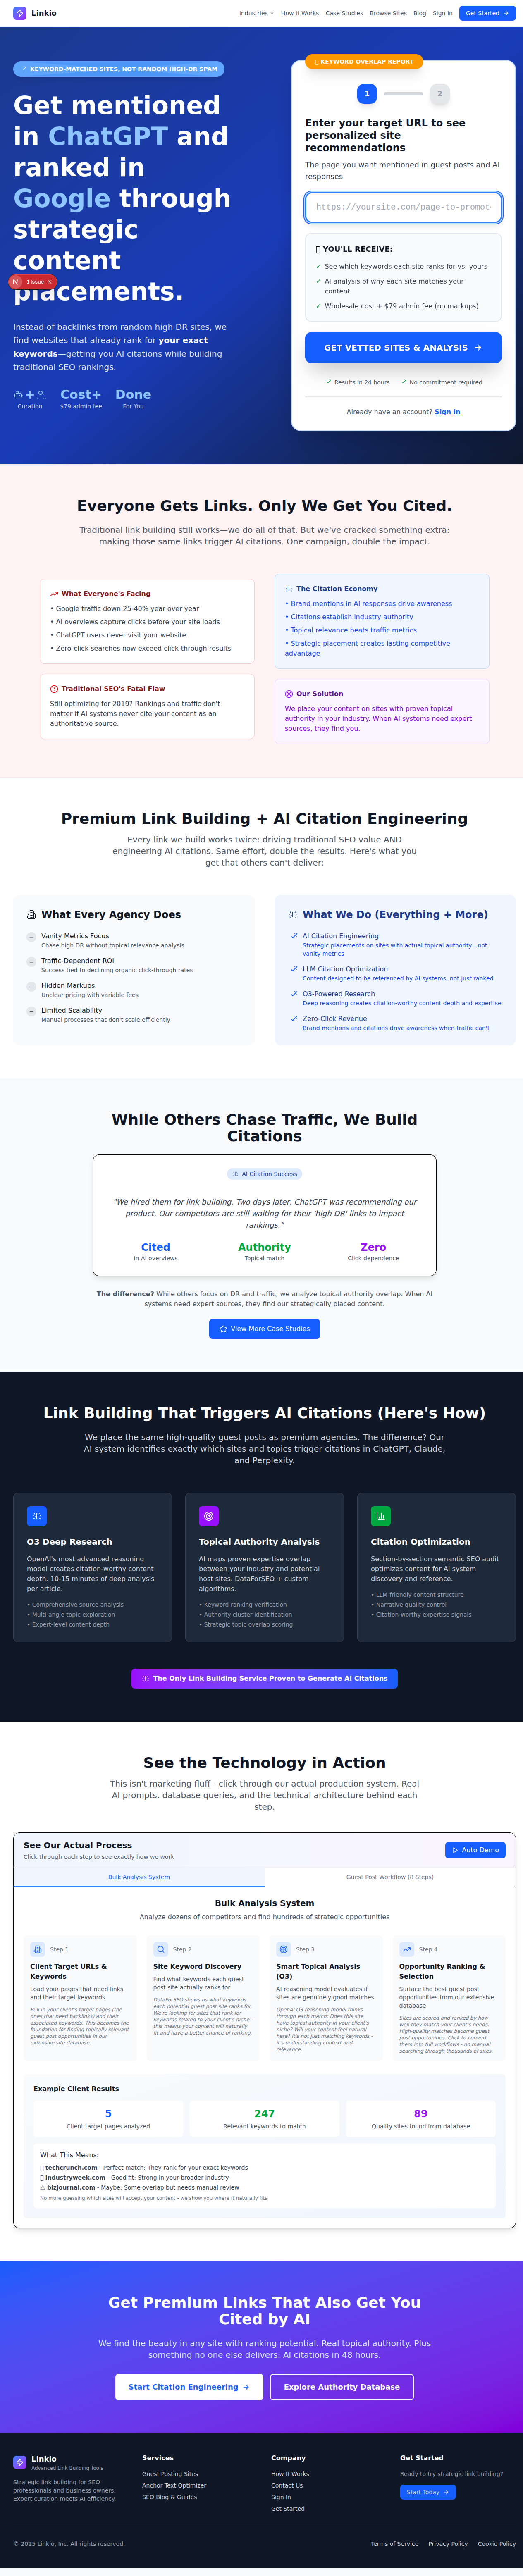 Linkio
Industries
How It Works
Case Studies
Browse Sites
Blog
Sign In
Get Started →
✓ KEYWORD-MATCHED SITES, NOT RANDOM HIGH-DR SPAM
Get mentioned
in ChatGPT and
ranked in
Google through
strategic
content
placements.
N 1 Issue ×
Instead of backlinks from random high DR sites, we
find websites that already rank for your exact
keywords—getting you AI citations while building
traditional SEO rankings.
+
Curation
Cost+
$79 admin fee
Done
For You
KEYWORD OVERLAP REPORT
1
2
Enter your target URL to see
personalized site
recommendations
The page you want mentioned in guest posts and AI
responses
https://yoursite.com/page-to-promot
YOU'LL RECEIVE:
✓ See which keywords each site ranks for vs. yours
✓ AI analysis of why each site matches your
content
✓ Wholesale cost + $79 admin fee (no markups)
GET VETTED SITES & ANALYSIS →
✓ Results in 24 hours
✓ No commitment required
Already have an account? Sign in
Everyone Gets Links. Only We Get You Cited.
Traditional link building still works—we do all of that. But we've cracked something extra:
making those same links trigger AI citations. One campaign, double the impact.
What Everyone's Facing
• Google traffic down 25-40% year over year
• AI overviews capture clicks before your site loads
• ChatGPT users never visit your website
• Zero-click searches now exceed click-through results
Traditional SEO's Fatal Flaw
Still optimizing for 2019? Rankings and traffic don't
matter if AI systems never cite your content as an
authoritative source.
The Citation Economy
• Brand mentions in AI responses drive awareness
• Citations establish industry authority
• Topical relevance beats traffic metrics
• Strategic placement creates lasting competitive
advantage
Our Solution
We place your content on sites with proven topical
authority in your industry. When AI systems need expert
sources, they find you.
Premium Link Building + AI Citation Engineering
Every link we build works twice: driving traditional SEO value AND
engineering AI citations. Same effort, double the results. Here's what you
get that others can't deliver:
What Every Agency Does
Vanity Metrics Focus
Chase high DR without topical relevance analysis
Traffic-Dependent ROI
Success tied to declining organic click-through rates
Hidden Markups
Unclear pricing with variable fees
Limited Scalability
Manual processes that don't scale efficiently
What We Do (Everything + More)
AI Citation Engineering
Strategic placements on sites with actual topical authority—not
vanity metrics
LLM Citation Optimization
Content designed to be referenced by AI systems, not just ranked
O3-Powered Research
Deep reasoning creates citation-worthy content depth and expertise
Zero-Click Revenue
Brand mentions and citations drive awareness when traffic can't
While Others Chase Traffic, We Build
Citations
AI Citation Success
"We hired them for link building. Two days later, ChatGPT was recommending our
product. Our competitors are still waiting for their 'high DR' links to impact
rankings."
Cited
In AI overviews
Authority
Topical match
Zero
Click dependence
The difference? While others focus on DR and traffic, we analyze topical authority overlap. When AI
systems need expert sources, they find our strategically placed content.
View More Case Studies
Link Building That Triggers AI Citations (Here's How)
We place the same high-quality guest posts as premium agencies. The difference? Our
AI system identifies exactly which sites and topics trigger citations in ChatGPT, Claude,
and Perplexity.
O3 Deep Research
OpenAI's most advanced reasoning
model creates citation-worthy content
depth. 10-15 minutes of deep analysis
per article.
• Comprehensive source analysis
• Multi-angle topic exploration
• Expert-level content depth
Topical Authority Analysis
AI maps proven expertise overlap
between your industry and potential
host sites. DataForSEO + custom
algorithms.
• Keyword ranking verification
• Authority cluster identification
• Strategic topic overlap scoring
Citation Optimization
Section-by-section semantic SEO audit
optimizes content for AI system
discovery and reference.
• LLM-friendly content structure
• Narrative quality control
• Citation-worthy expertise signals
The Only Link Building Service Proven to Generate AI Citations
See the Technology in Action
This isn't marketing fluff - click through our actual production system. Real
AI prompts, database queries, and the technical architecture behind each
step.
See Our Actual Process
Click through each step to see exactly how we work
Auto Demo
Bulk Analysis System
Guest Post Workflow (8 Steps)
Bulk Analysis System
Analyze dozens of competitors and find hundreds of strategic opportunities
Step 1
Client Target URLs &
Keywords
Load your pages that need links
and their target keywords
Pull in your client's target pages (the
ones that need backlinks) and their
associated keywords. This becomes the
foundation for finding topically relevant
guest post opportunities in our
extensive site database.
Step 2
Site Keyword Discovery
Find what keywords each guest
post site actually ranks for
DataForSEO shows us what keywords
each potential guest post site ranks for.
We're looking for sites that rank for
keywords related to your client's niche -
this means your content will naturally
fit and have a better chance of ranking.
Step 3
Smart Topical Analysis
(O3)
AI reasoning model evaluates if
sites are genuinely good matches
OpenAI O3 reasoning model thinks
through each match: Does this site
have topical authority in your client's
niche? Will your content feel natural
here? It's not just matching keywords -
it's understanding context and
relevance.
Step 4
Opportunity Ranking &
Selection
Surface the best guest post
opportunities from our extensive
database
Sites are scored and ranked by how
well they match your client's needs.
High-quality matches become guest
post opportunities. Click to convert
them into full workflows - no manual
searching through thousands of sites.
Example Client Results
5
Client target pages analyzed
247
Relevant keywords to match
89
Quality sites found from database
What This Means:
techcrunch.com - Perfect match: They rank for your exact keywords
industryweek.com - Good fit: Strong in your broader industry
⚠ bizjournal.com - Maybe: Some overlap but needs manual review
No more guessing which sites will accept your content - we show you where it naturally fits
Get Premium Links That Also Get You
Cited by AI
We find the beauty in any site with ranking potential. Real topical authority. Plus
something no one else delivers: AI citations in 48 hours.
Start Citation Engineering →
Explore Authority Database
Linkio
Advanced Link Building Tools
Strategic link building for SEO
professionals and business owners.
Expert curation meets AI efficiency.
Services
Guest Posting Sites
Anchor Text Optimizer
SEO Blog & Guides
Company
How It Works
Contact Us
Sign In
Get Started
Get Started
Ready to try strategic link building?
Start Today →
© 2025 Linkio, Inc. All rights reserved.
Terms of Service
Privacy Policy
Cookie Policy